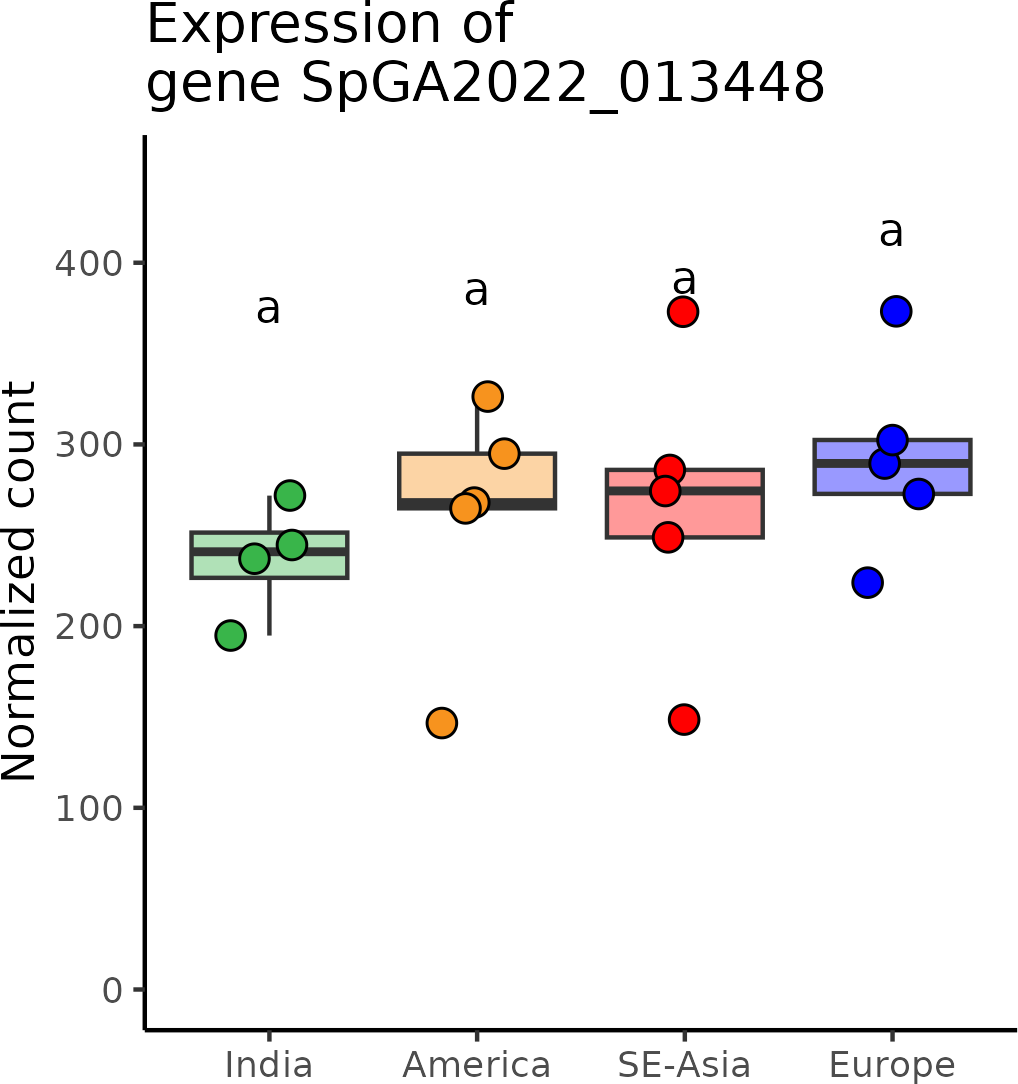 Expression of
gene SpGA2022_013448
Normalized count
400
300
200
100
0
a
a
a
a
India
America
SE-Asia
Europe